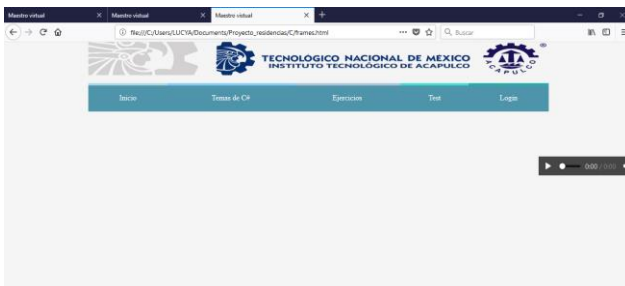 Maestro virtual Maestro virtual Maestro virtual
file:///C:/Users/LUCYA/Documents/Proyecto_residencias/C/frames.html Buscar
TECNOLÓGICO NACIONAL DE MEXICO
INSTITUTO TECNOLÓGICO DE ACAPULCO
ITA
ACAPULCO
Inicio Temas de C# Ejercicios Test Login
0:00 / 0:00